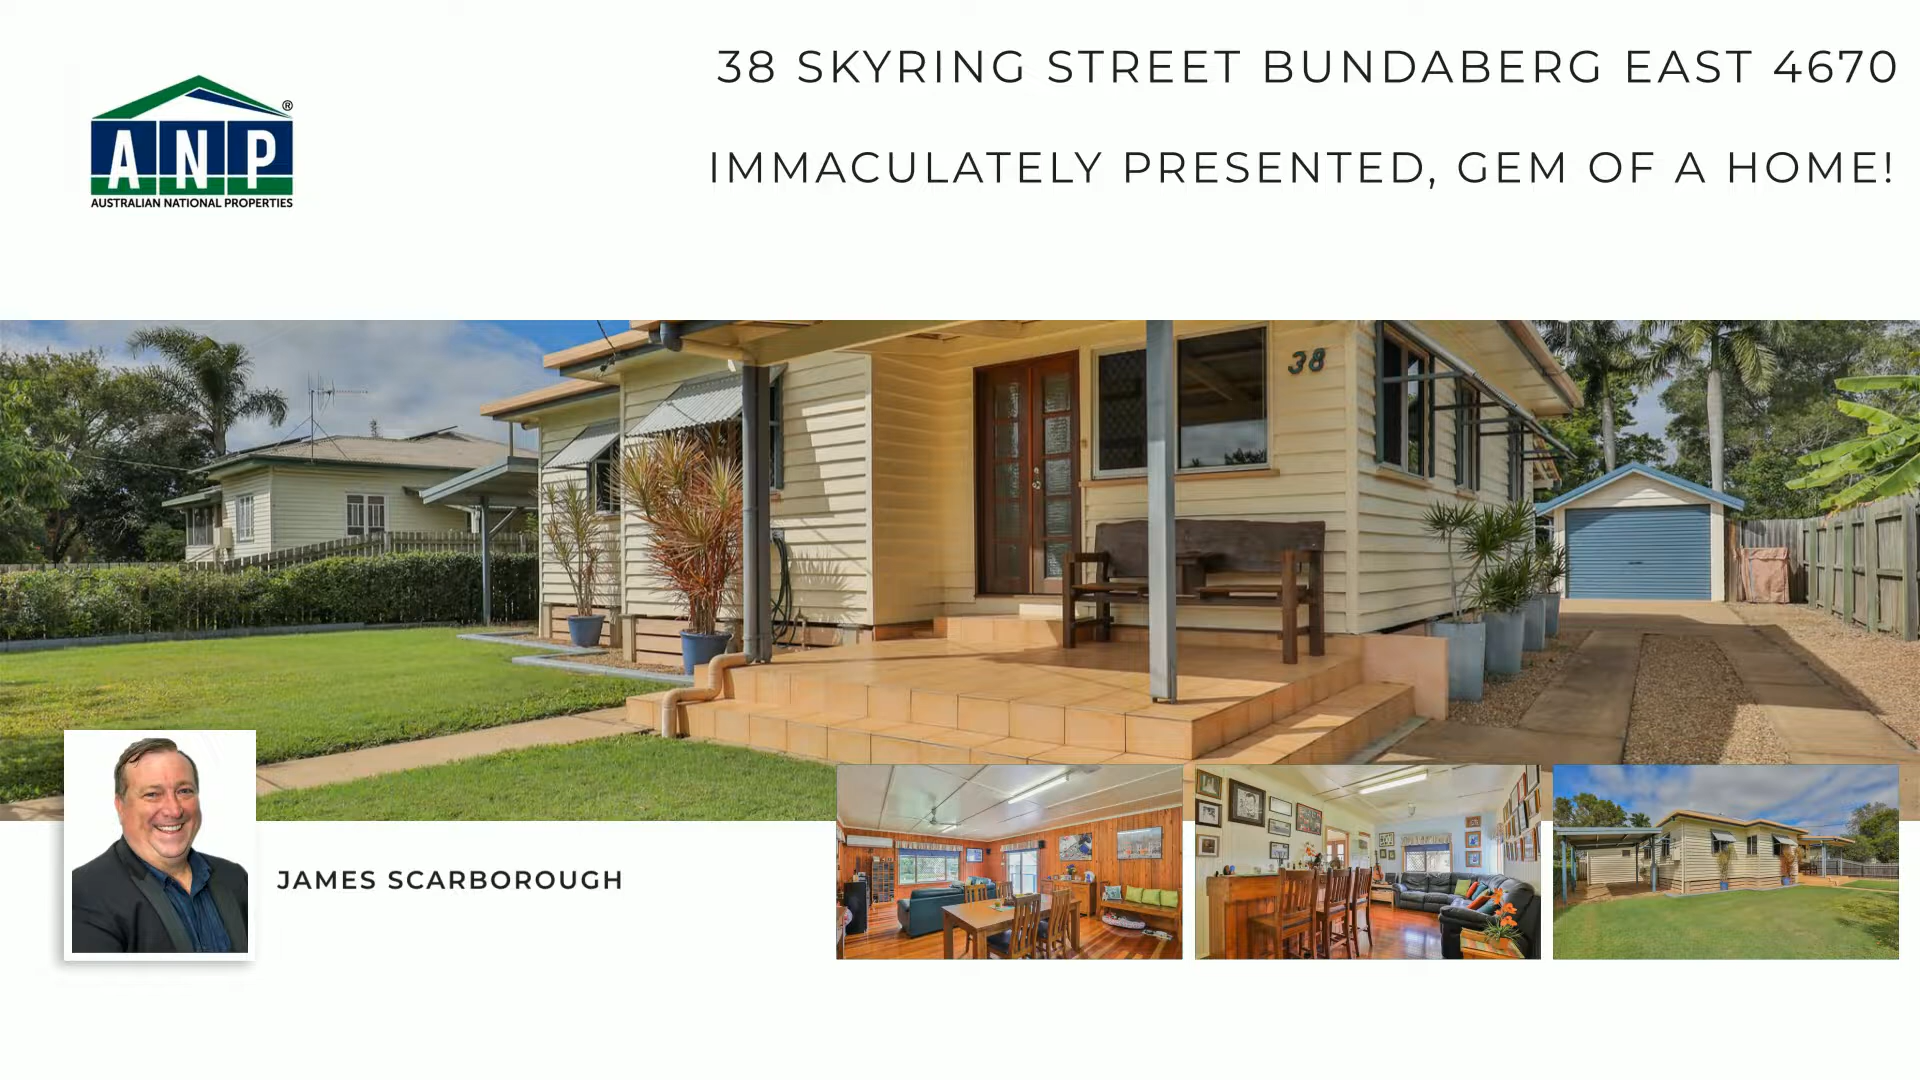 38 SKYRING STREET BUNDABERG EAST 4670
IMMACULATELY PRESENTED, GEM OF A HOME!
®
ANP
AUSTRALIAN NATIONAL PROPERTIES
38
JAMES SCARBOROUGH